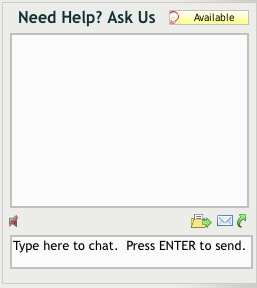 Need Help? Ask Us
Available
Type here to chat.  Press ENTER to send.